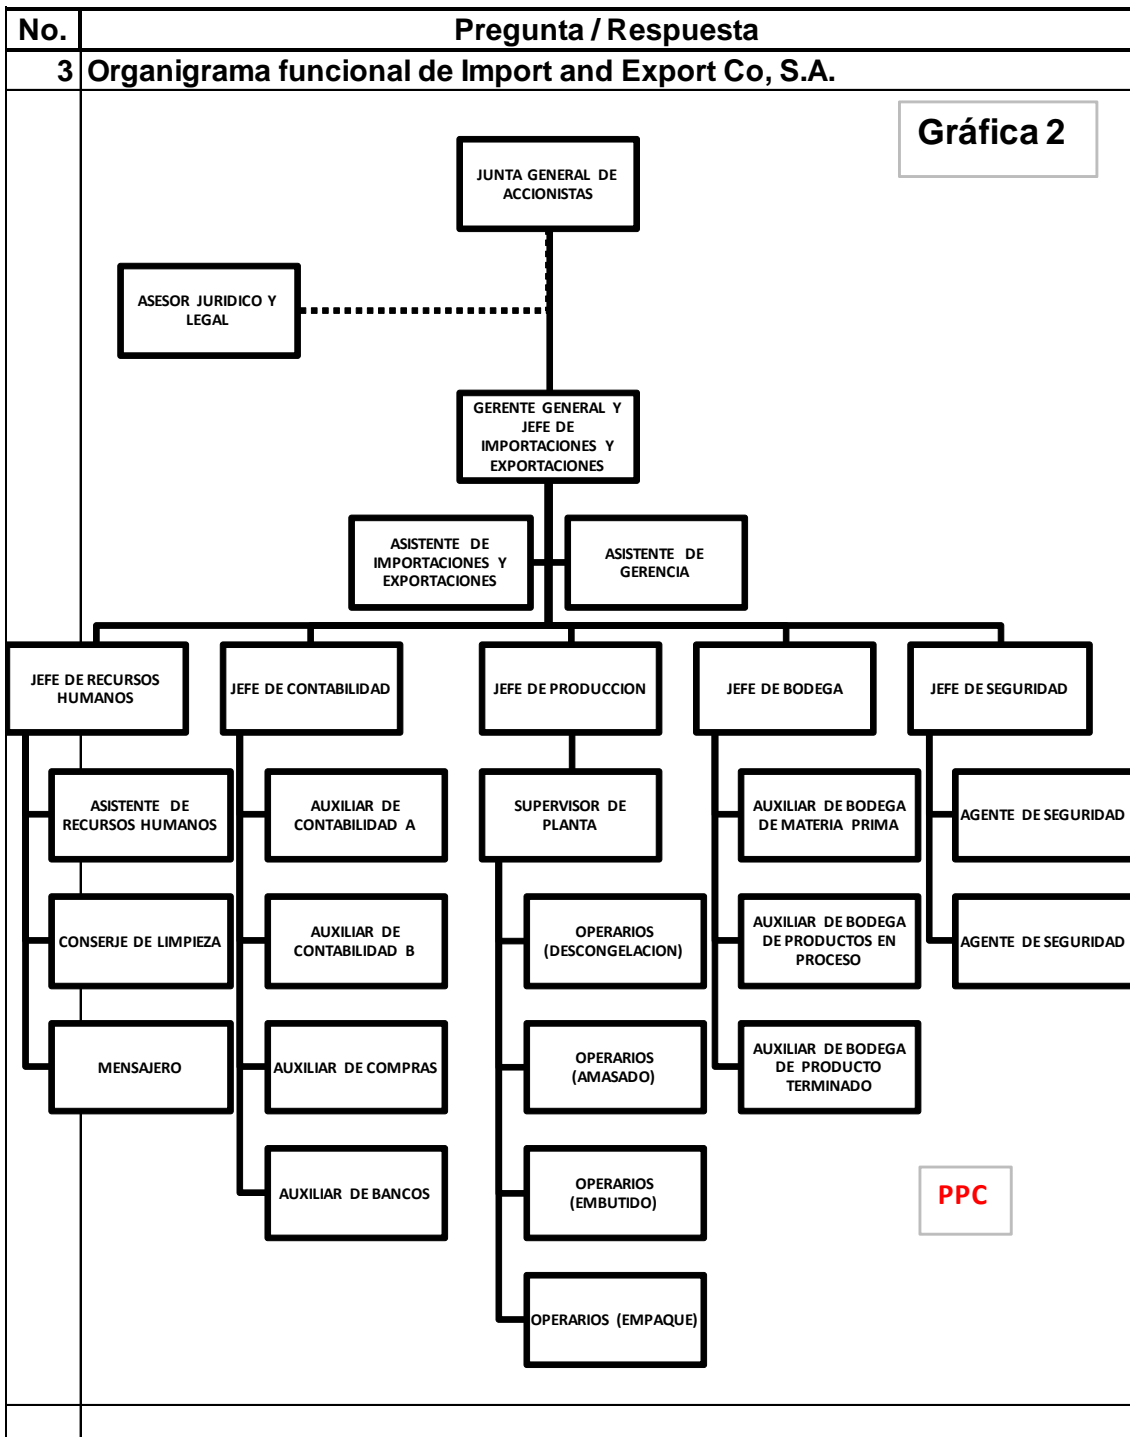 No. Pregunta / Respuesta
3 Organigrama funcional de Import and Export Co, S.A.
Gráfica 2
JUNTA GENERAL DE
ACCIONISTAS
ASESOR JURIDICO Y
LEGAL
GERENTE GENERAL Y
JEFE DE
IMPORTACIONES Y
EXPORTACIONES
ASISTENTE DE
IMPORTACIONES Y
EXPORTACIONES
ASISTENTE DE
GERENCIA
JEFE DE RECURSOS
HUMANOS
JEFE DE CONTABILIDAD
JEFE DE PRODUCCION
JEFE DE BODEGA
JEFE DE SEGURIDAD
ASISTENTE DE
RECURSOS HUMANOS
AUXILIAR DE
CONTABILIDAD A
SUPERVISOR DE
PLANTA
AUXILIAR DE BODEGA
DE MATERIA PRIMA
AGENTE DE SEGURIDAD
CONSERJE DE LIMPIEZA
AUXILIAR DE
CONTABILIDAD B
OPERARIOS
(DESCONGELACION)
AUXILIAR DE BODEGA
DE PRODUCTOS EN
PROCESO
AGENTE DE SEGURIDAD
MENSAJERO
AUXILIAR DE COMPRAS
OPERARIOS
(AMASADO)
AUXILIAR DE BODEGA
DE PRODUCTO
TERMINADO
AUXILIAR DE BANCOS
OPERARIOS
(EMBUTIDO)
PPC
OPERARIOS (EMPAQUE)